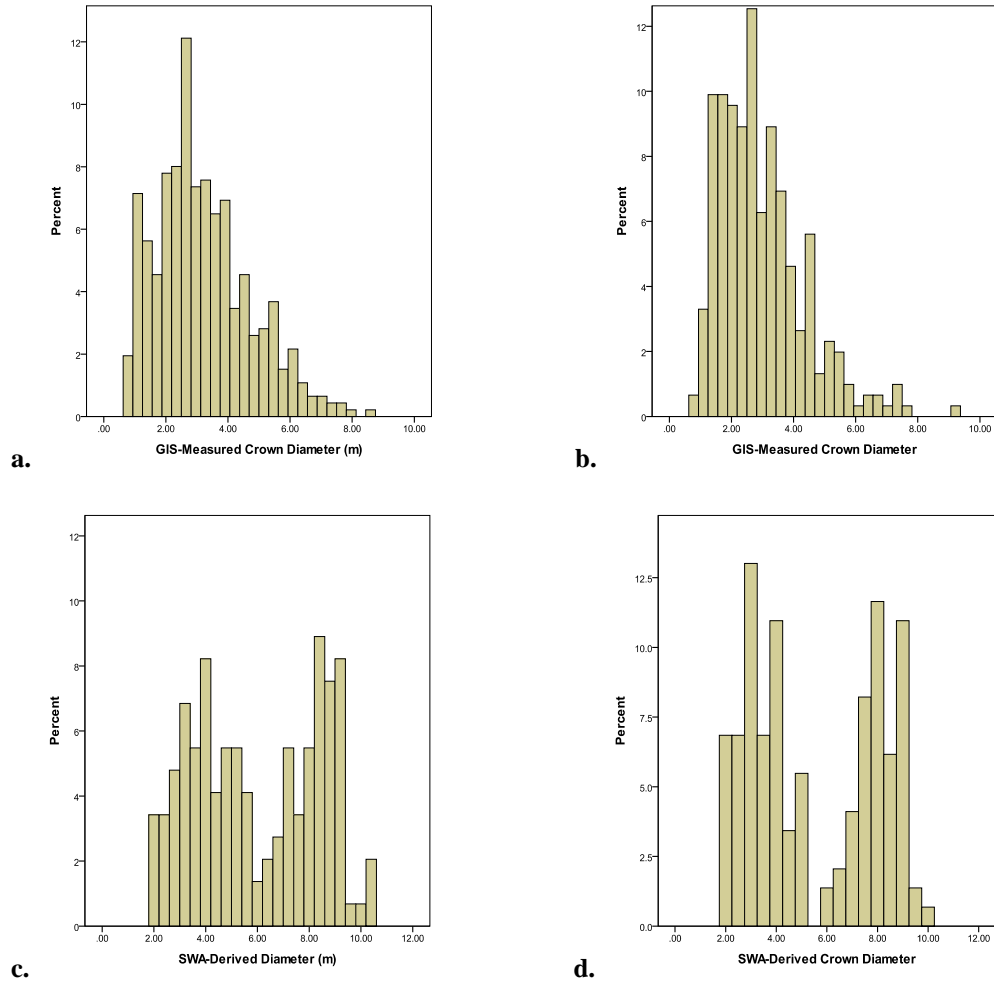 12
10
8
6
4
2
0
Percent
.00 2.00 4.00 6.00 8.00 10.00
GIS-Measured Crown Diameter (m)
a.
12
10
8
6
4
2
0
Percent
.00 2.00 4.00 6.00 8.00 10.00
GIS-Measured Crown Diameter
b.
12
10
8
6
4
2
0
Percent
.00 2.00 4.00 6.00 8.00 10.00 12.00
SWA-Derived Diameter (m)
c.
12.5
10.0
7.5
5.0
2.5
0.0
Percent
.00 2.00 4.00 6.00 8.00 10.00 12.00
SWA-Derived Crown Diameter
d.